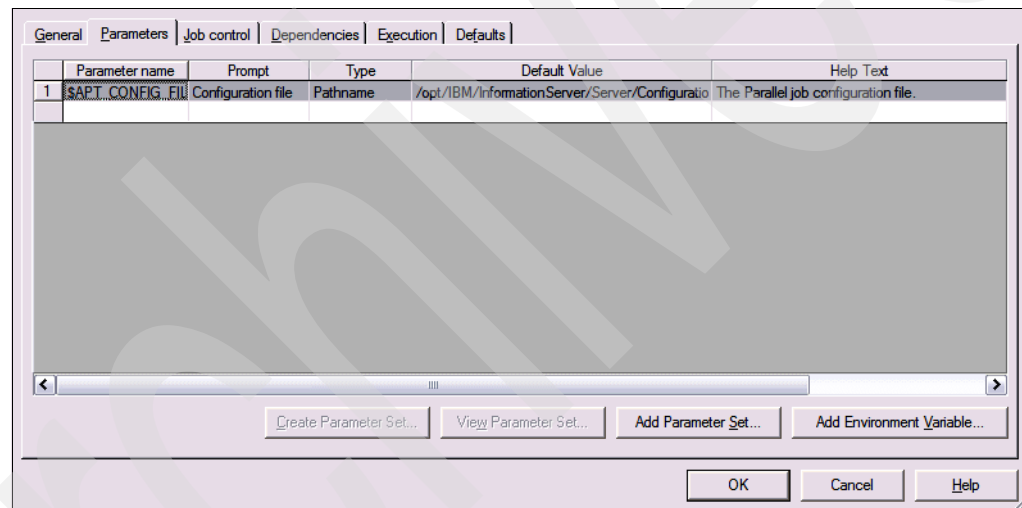 General Parameters Job control Dependencies Execution Defaults
Parameter name Prompt Type Default Value Help Text
1 $APT_CONFIG_FIL Configuration file Pathname /opt/IBM/InformationServer/Server/Configuratio The Parallel job configuration file.
Create Parameter Set... View Parameter Set... Add Parameter Set... Add Environment Variable...
OK Cancel Help